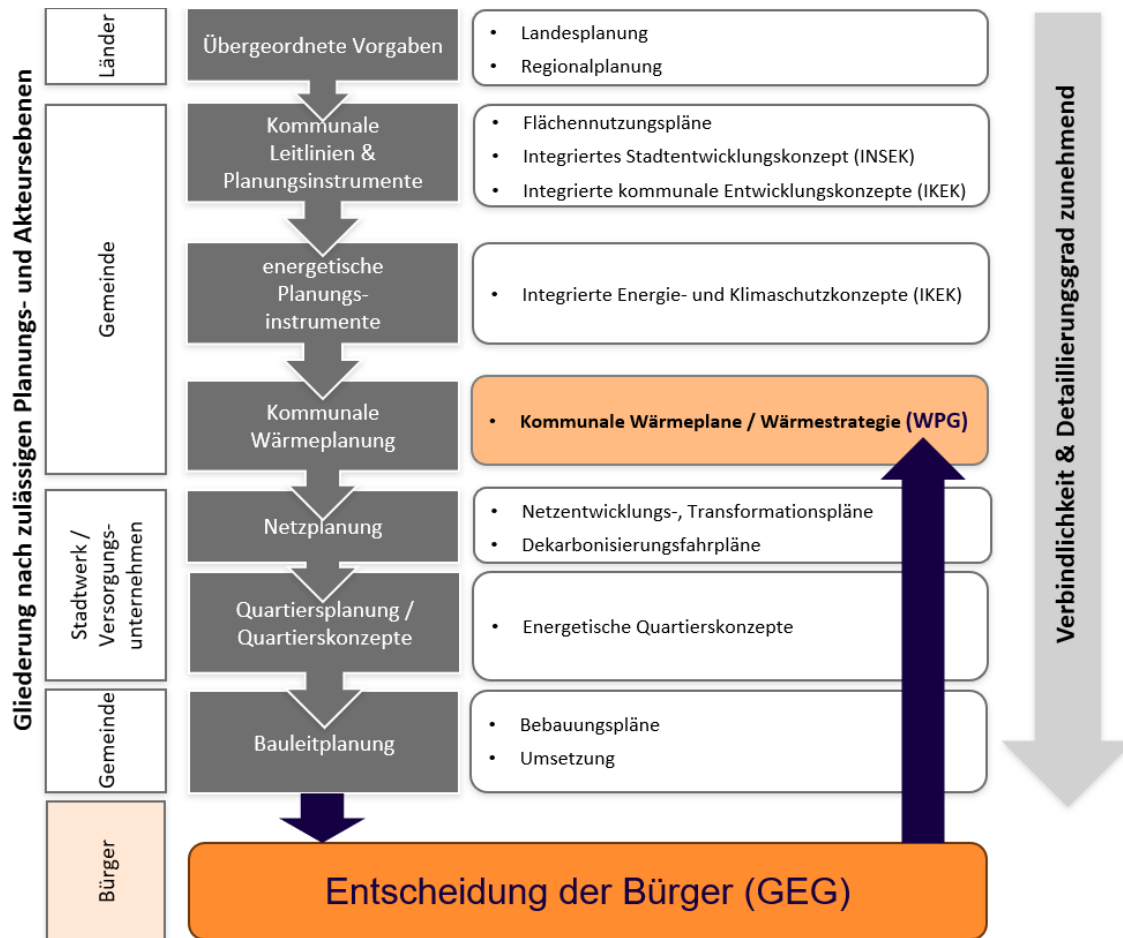 Gliederung nach zulässigen Planungs- und Akteursebenen
Länder
Übergeordnete Vorgaben
• Landesplanung
• Regionalplanung
Gemeinde
Kommunale
Leitlinien &
Planungsinstrumente
• Flächennutzungspläne
• Integriertes Stadtentwicklungskonzept (INSEK)
• Integrierte kommunale Entwicklungskonzepte (IKEK)
energetische
Planungs-
instrumente
• Integrierte Energie- und Klimaschutzkonzepte (IKEK)
Kommunale
Wärmeplanung
• Kommunale Wärmeplane / Wärmestrategie (WPG)
Stadtwerk /
Versorgungs-
unternehmen
Netzplanung
• Netzentwicklungs-, Transformationspläne
• Dekarbonisierungsfahrpläne
Quartiersplanung /
Quartierskonzepte
• Energetische Quartierskonzepte
Gemeinde
Bauleitplanung
• Bebauungspläne
• Umsetzung
Bürger
Entscheidung der Bürger (GEG)
Verbindlichkeit & Detaillierungsgrad zunehmend